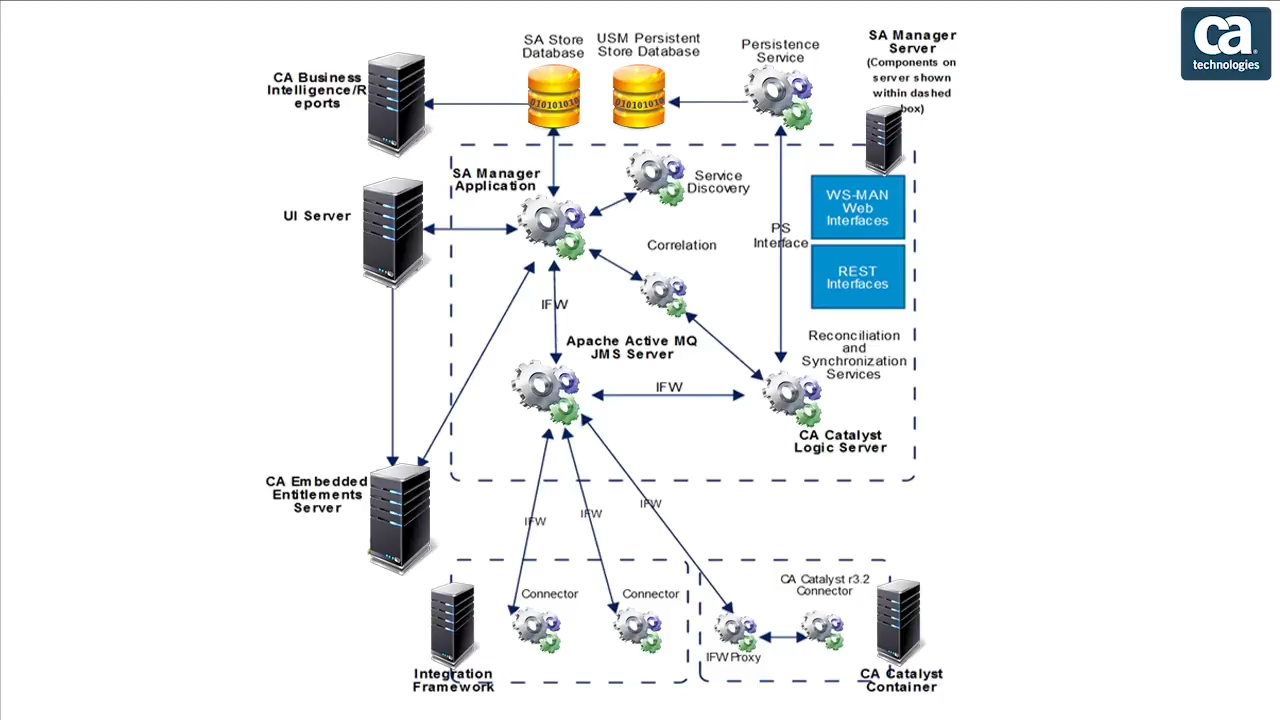 ca
technologies
SA Store
Database
USM Persistent
Store Database
Persistence
Service
SA Manager
Server
(Components on
server shown
within dashed
box)
CA Business
Intelligence/R
eports
010101010
010101010
SA Manager
Application
Service
Discovery
WS-MAN
Web
Interfaces
UI Server
PS
Interface
Correlation
REST
Interfaces
IFW
Apache Active MQ
JMS Server
Reconciliation
and
Synchronization
Services
IFW
CA Catalyst
Logic Server
CA Embedded
Entitlements
Server
IFW
IFW
IFW
Connector
Connector
CA Catalyst r3.2
Connector
IFW Proxy
Integration
Framework
CA Catalyst
Container